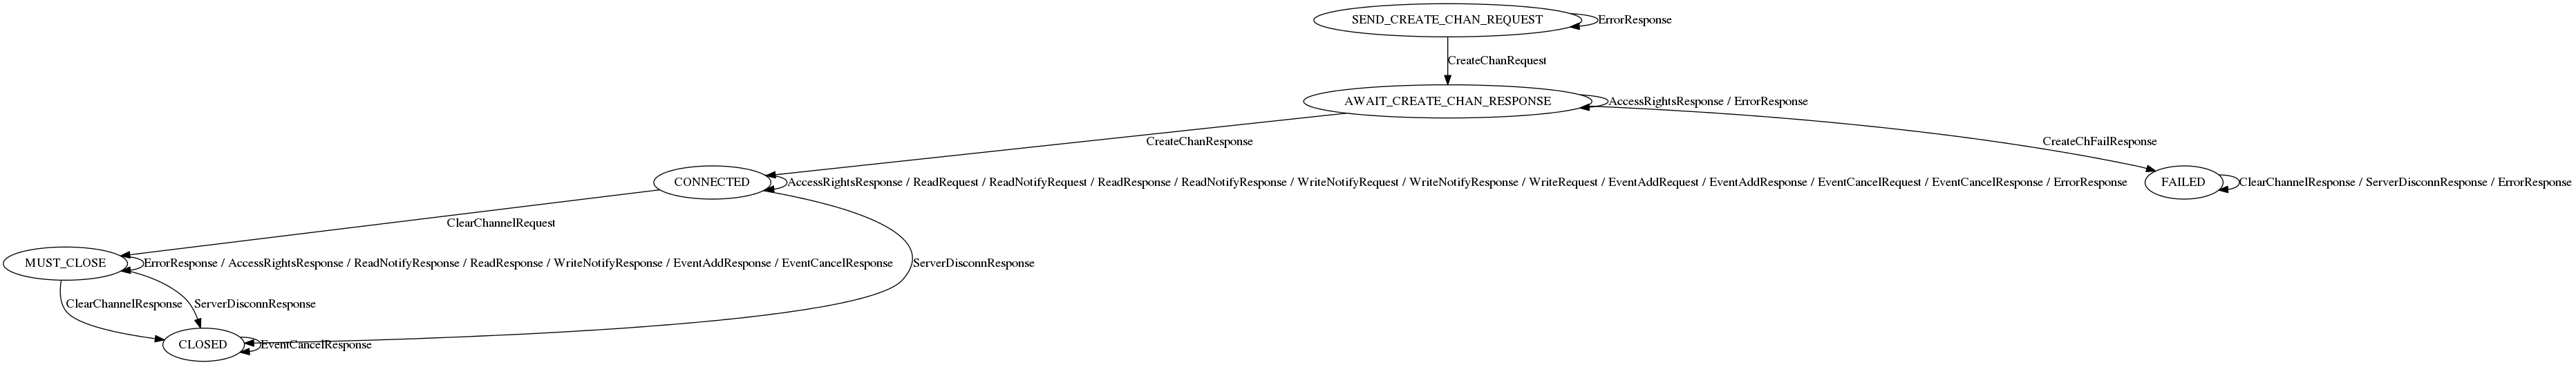 SEND_CREATE_CHAN_REQUEST
ErrorResponse
CreateChanRequest
AWAIT_CREATE_CHAN_RESPONSE
AccessRightsResponse / ErrorResponse
CreateChanResponse
CreateChFailResponse
CONNECTED
AccessRightsResponse / ReadRequest / ReadNotifyRequest / ReadResponse / ReadNotifyResponse / WriteNotifyRequest / WriteNotifyResponse / WriteRequest / EventAddRequest / EventAddResponse / EventCancelRequest / EventCancelResponse / ErrorResponse
FAILED
ClearChannelResponse / ServerDisconnResponse / ErrorResponse
ClearChannelRequest
MUST_CLOSE
ErrorResponse / AccessRightsResponse / ReadNotifyResponse / ReadResponse / WriteNotifyResponse / EventAddResponse / EventCancelResponse
ServerDisconnResponse
ClearChannelResponse
ServerDisconnResponse
CLOSED
EventCancelResponse